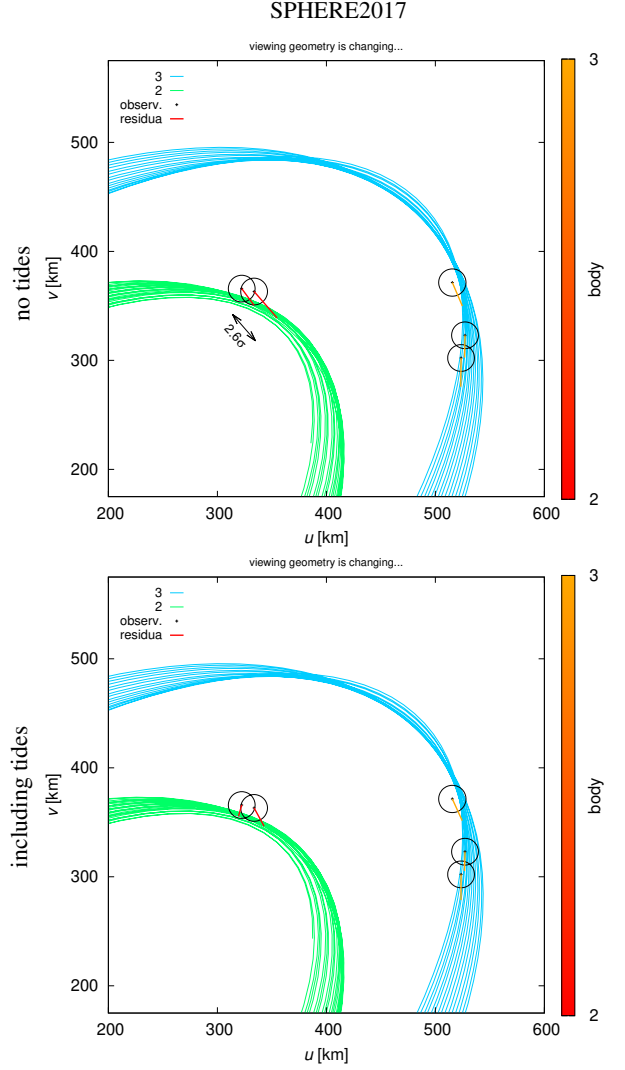 SPHERE2017
viewing geometry is changing...
3
2
observ.
residua
500
400
300
200
200
300
400
500
600
u [km]
v [km]
no tides
2.6σ
3
2
body
viewing geometry is changing...
3
2
observ.
residua
500
400
300
200
200
300
400
500
600
u [km]
v [km]
including tides
3
2
body